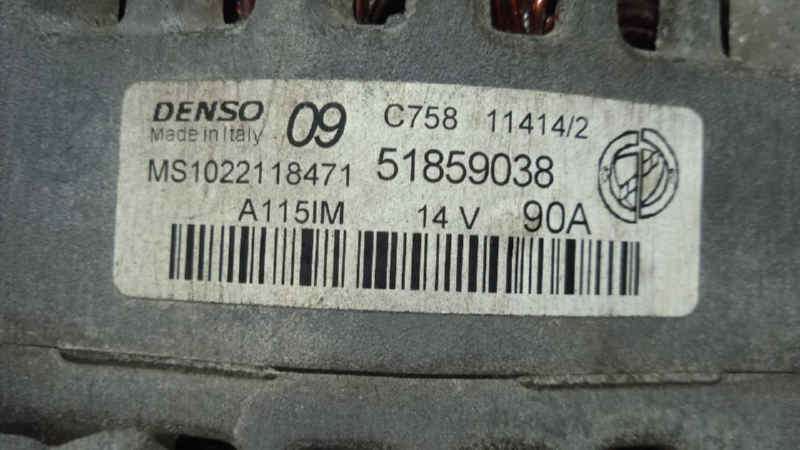 DENSO 09 C758 11414/2
Made in Italy
MS1022118471 51859038
A115IM 14 V 90A